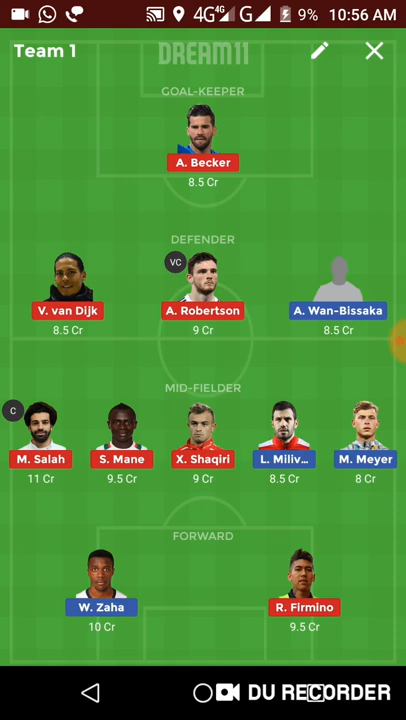 4G 4G G 9% 10:56 AM
Team 1
DREAM11
GOAL-KEEPER
A. Becker
8.5 Cr
DEFENDER
VC
V. van Dijk A. Robertson A. Wan-Bissaka
8.5 Cr 9 Cr 8.5 Cr
MID-FIELDER
C
M. Salah S. Mane X. Shaqiri L. Miliv... M. Meyer
11 Cr 9.5 Cr 9 Cr 8.5 Cr 8 Cr
FORWARD
W. Zaha R. Firmino
10 Cr 9.5 Cr
DU RECORDER